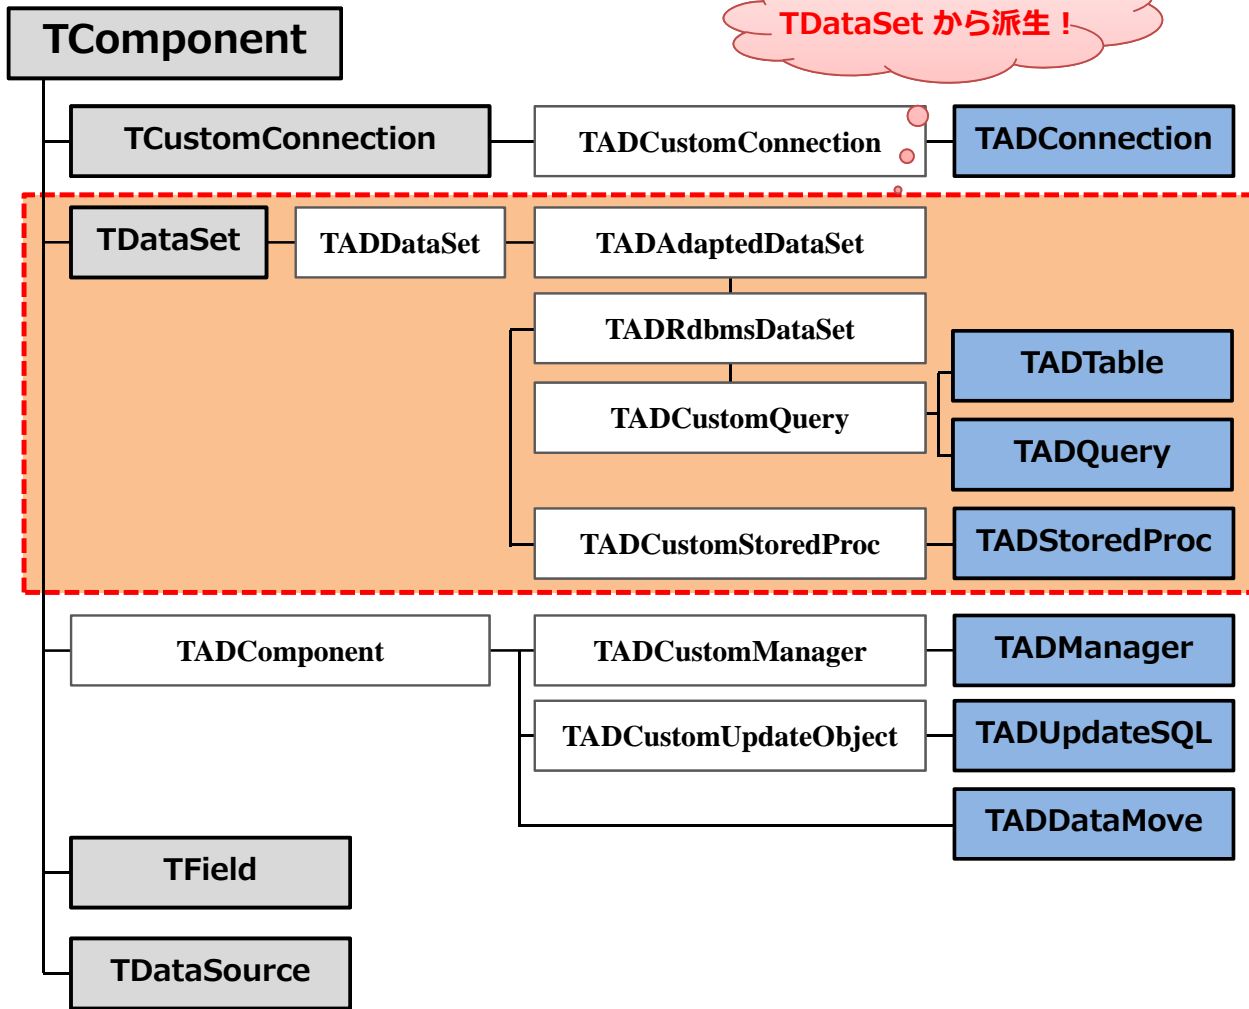 TDataSet から派生！
TComponent
TCustomConnection
TADCustomConnection
TADConnection
TDataSet
TADDataSet
TADAdaptedDataSet
TADRdbmsDataSet
TADTable
TADCustomQuery
TADQuery
TADCustomStoredProc
TADStoredProc
TADComponent
TADCustomManager
TADManager
TADCustomUpdateObject
TADUpdateSQL
TADDataMove
TField
TDataSource